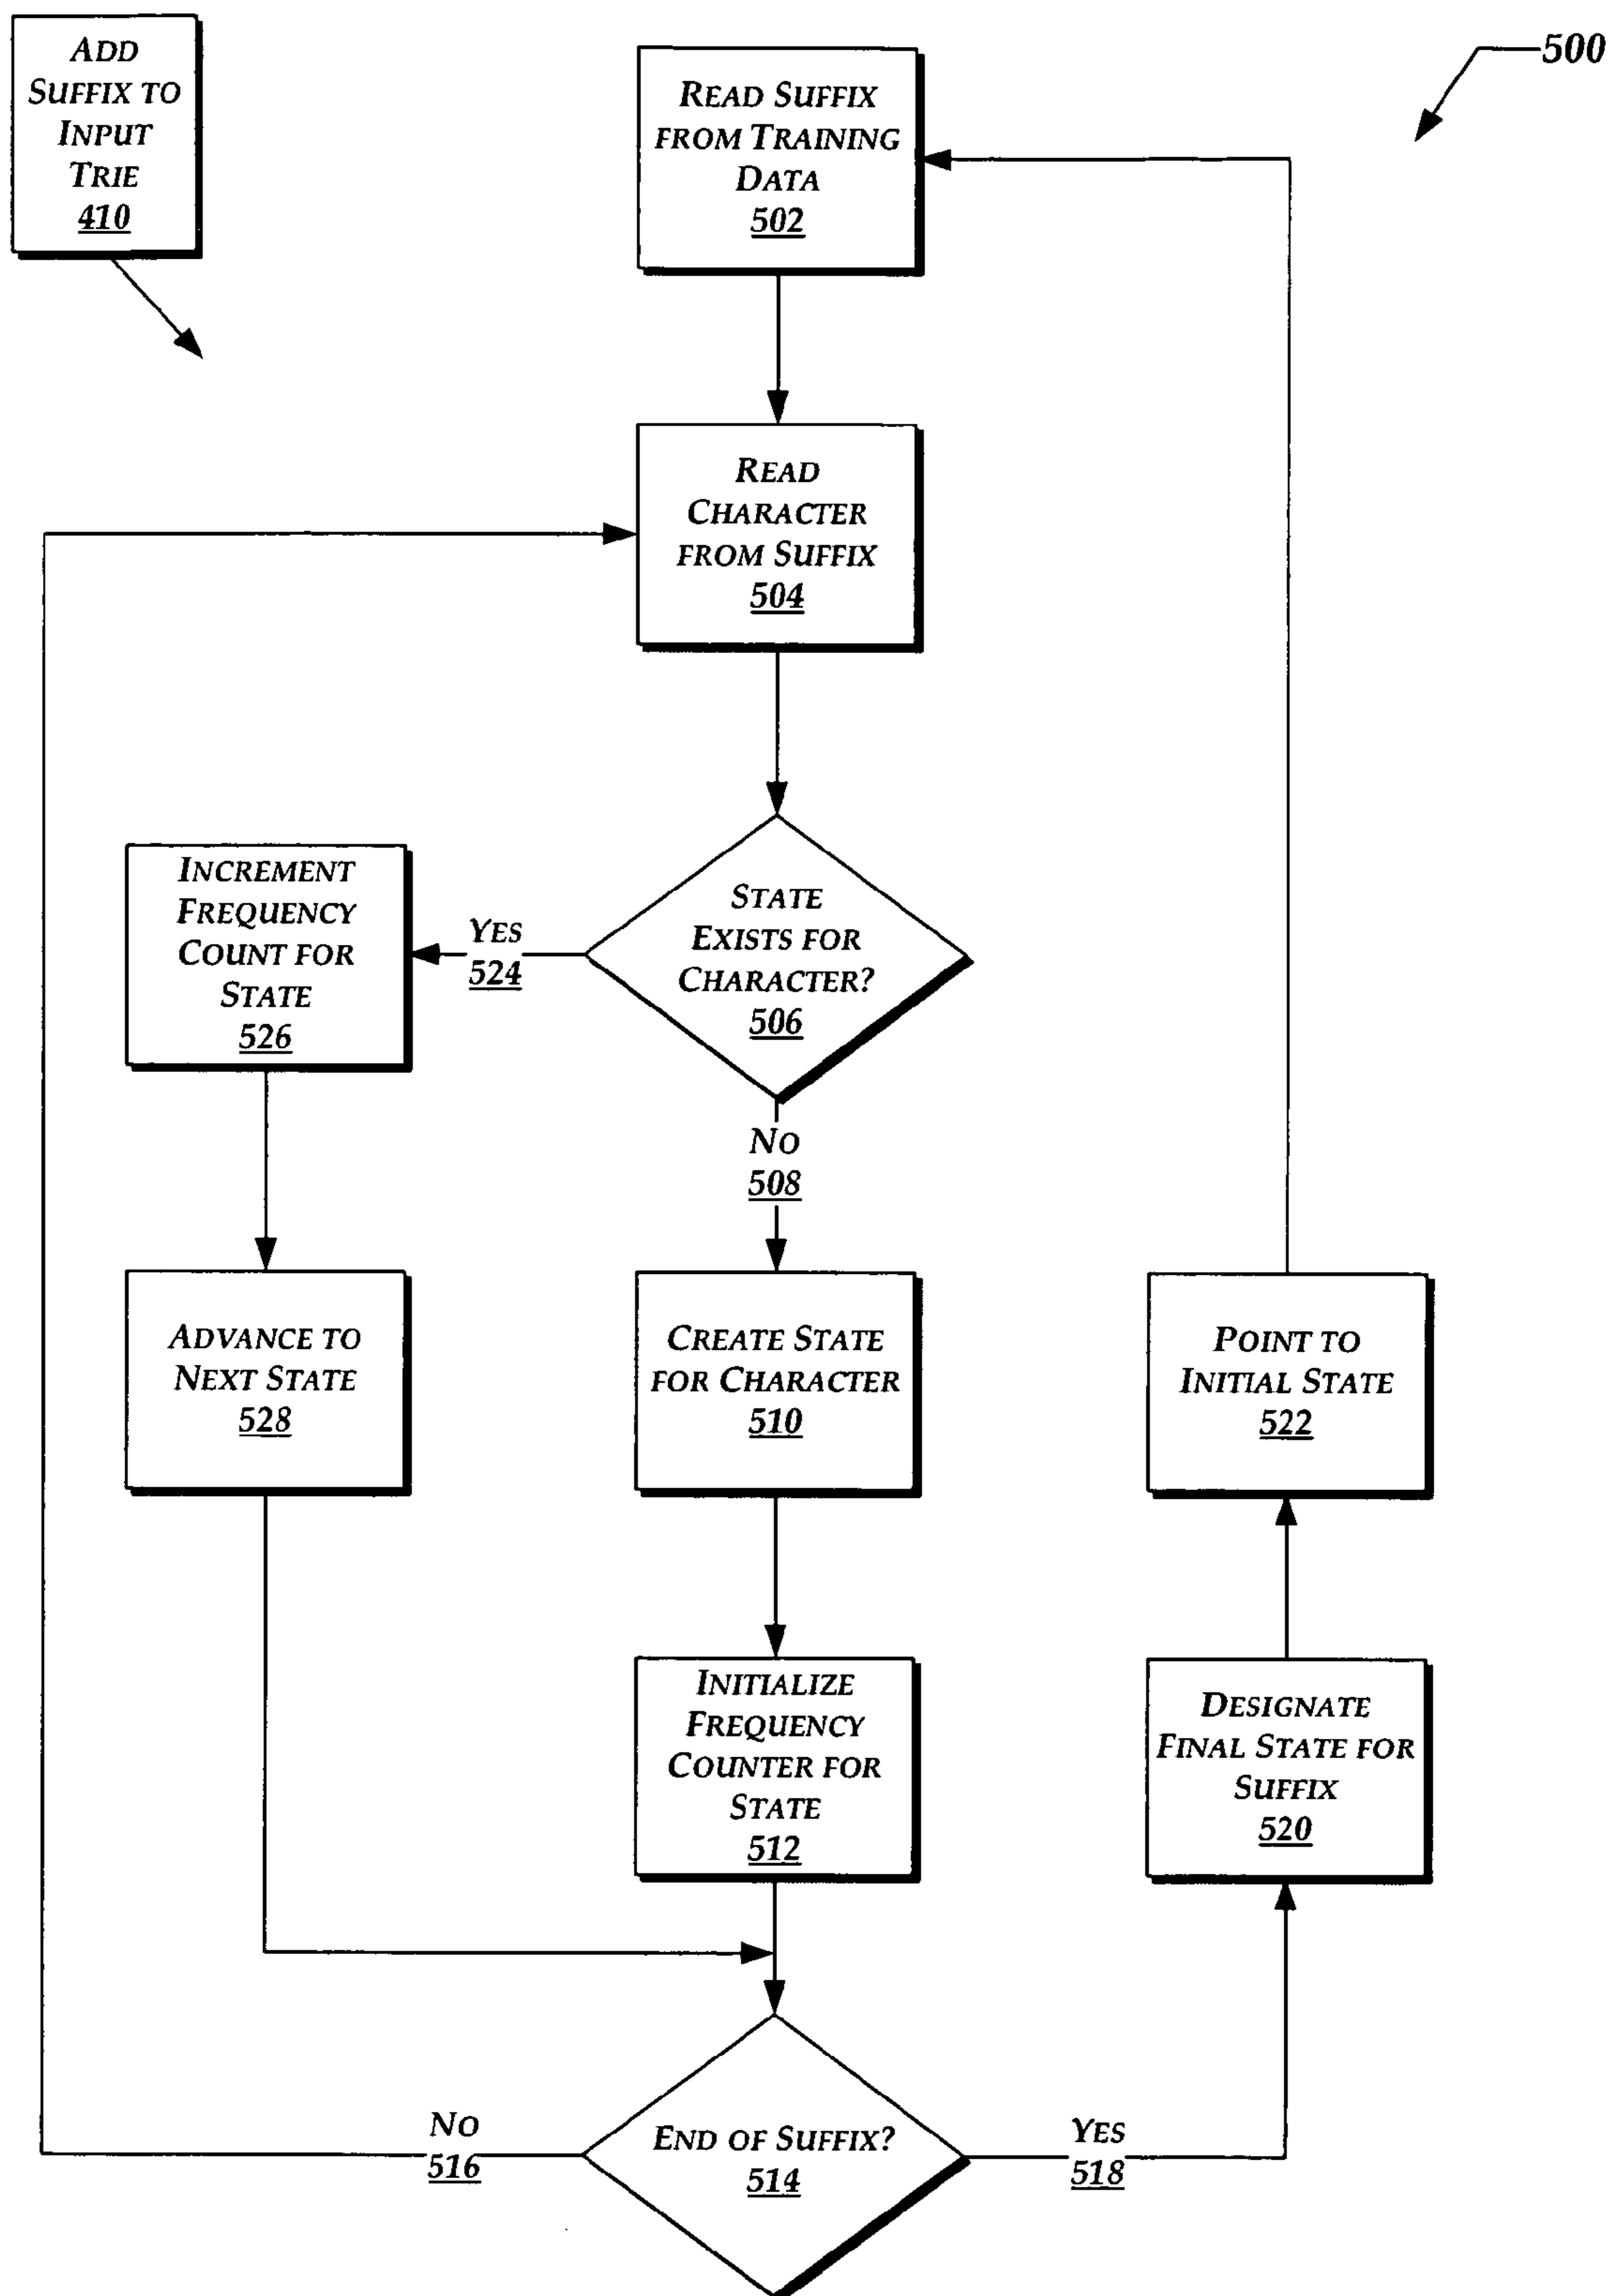 ADD
SUFFIX TO
INPUT
TRIE
410
500
READ SUFFIX
FROM TRAINING
DATA
502
READ
CHARACTER
FROM SUFFIX
504
STATE
EXISTS FOR
CHARACTER?
506
YES
524
INCREMENT
FREQUENCY
COUNT FOR
STATE
526
NO
508
ADVANCE TO
NEXT STATE
528
CREATE STATE
FOR CHARACTER
510
POINT TO
INITIAL STATE
522
INITIALIZE
FREQUENCY
COUNTER FOR
STATE
512
DESIGNATE
FINAL STATE FOR
SUFFIX
520
END OF SUFFIX?
514
NO
516
YES
518